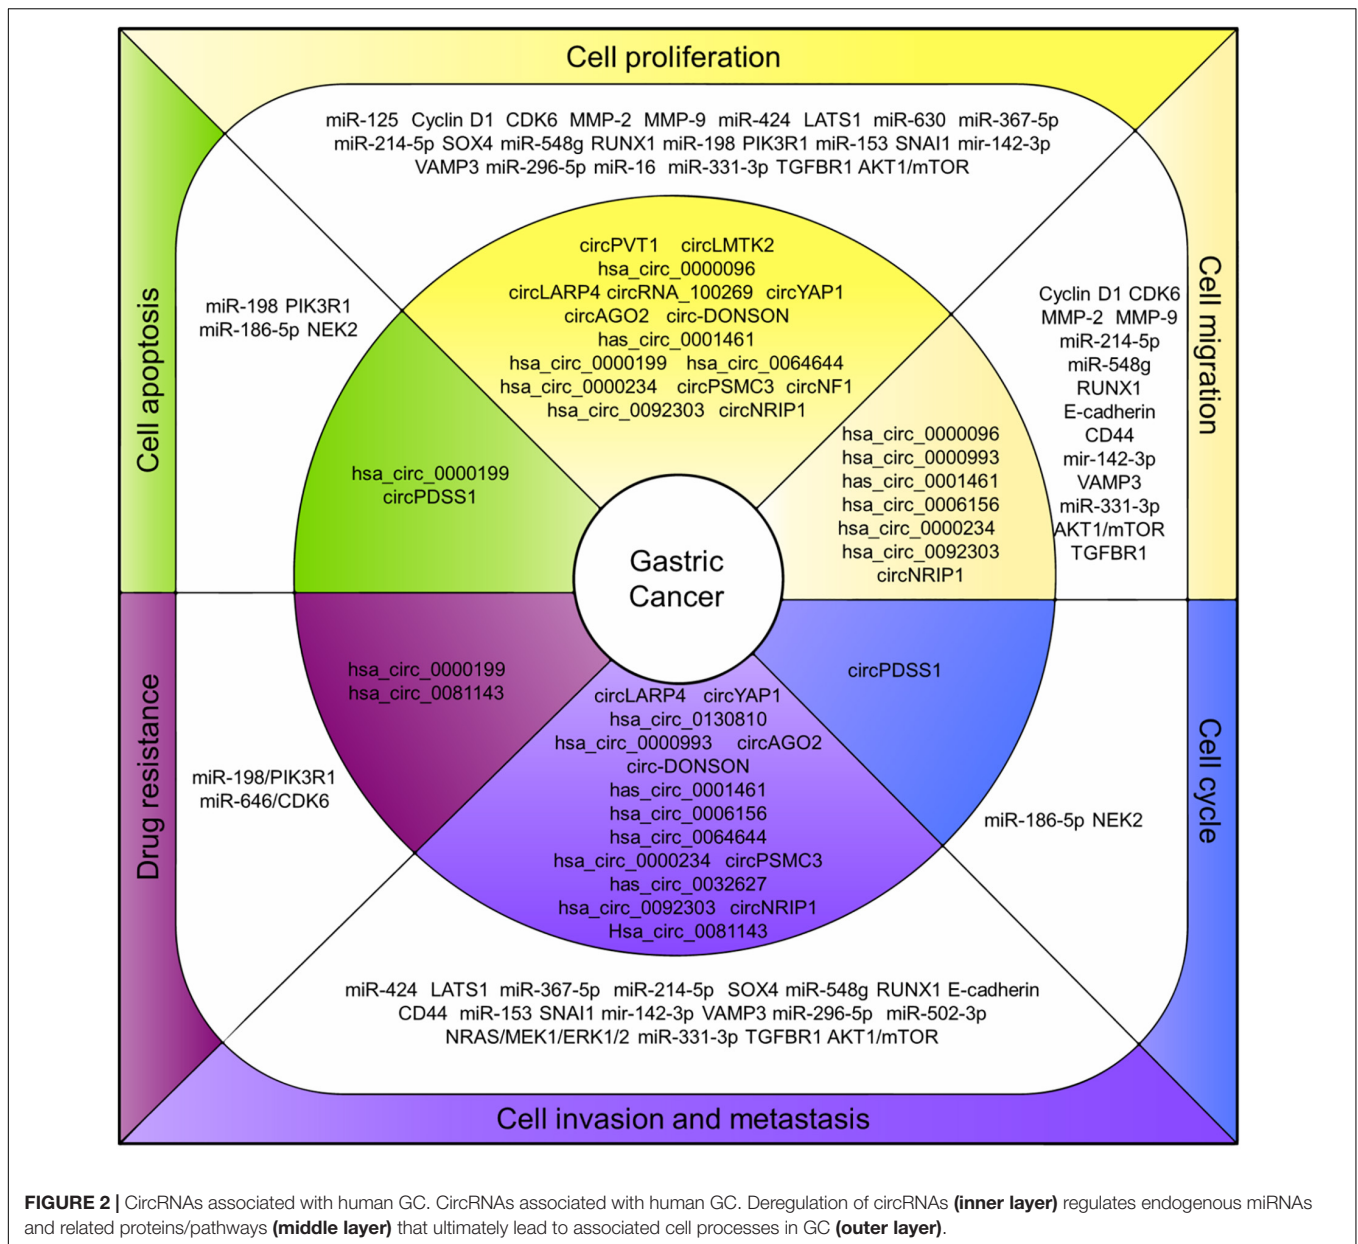 Cell proliferation
miR-125 Cyclin D1 CDK6 MMP-2 MMP-9 miR-424 LATS1 miR-630 miR-367-5p
miR-214-5p SOX4 miR-548g RUNX1 miR-198 PIK3R1 miR-153 SNAI1 mir-142-3p
VAMP3 miR-296-5p miR-16 miR-331-3p TGFBR1 AKT1/mTOR
circPVT1 circLMTK2
hsa_circ_0000096
circLARP4 circRNA_100269 circYAP1
circAGO2 circ-DONSON
has_circ_0001461
hsa_circ_0000199 hsa_circ_0064644
hsa_circ_0000234 circPSMC3 circNF1
hsa_circ_0092303 circNRIP1
Cell apoptosis
miR-198 PIK3R1
miR-186-5p NEK2
hsa_circ_0000199
circPDSS1
Cell migration
Cyclin D1 CDK6
MMP-2 MMP-9
miR-214-5p
miR-548g
RUNX1
E-cadherin
CD44
mir-142-3p
VAMP3
miR-331-3p
AKT1/mTOR
TGFBR1
hsa_circ_0000096
hsa_circ_0000993
has_circ_0001461
hsa_circ_0006156
hsa_circ_0000234
hsa_circ_0092303
circNRIP1
Gastric
Cancer
Drug resistance
hsa_circ_0000199
hsa_circ_0081143
miR-198/PIK3R1
miR-646/CDK6
circPDSS1
miR-186-5p NEK2
Cell cycle
circLARP4 circYAP1
hsa_circ_0130810
hsa_circ_0000993 circAGO2
circ-DONSON
has_circ_0001461
hsa_circ_0006156
hsa_circ_0064644
hsa_circ_0000234 circPSMC3
has_circ_0032627
hsa_circ_0092303 circNRIP1
Hsa_circ_0081143
miR-424 LATS1 miR-367-5p miR-214-5p SOX4 miR-548g RUNX1 E-cadherin
CD44 miR-153 SNAI1 mir-142-3p VAMP3 miR-296-5p miR-502-3p
NRAS/MEK1/ERK1/2 miR-331-3p TGFBR1 AKT1/mTOR
Cell invasion and metastasis
FIGURE 2 | CircRNAs associated with human GC. CircRNAs associated with human GC. Deregulation of circRNAs (inner layer) regulates endogenous miRNAs
and related proteins/pathways (middle layer) that ultimately lead to associated cell processes in GC (outer layer).